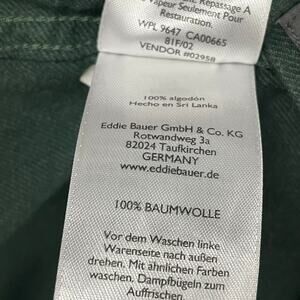 Repassage A
Vapeur Seulement Pour
Restauration.
WPL 9647 CA00665
81F/02
VENDOR #02958
100% algodón
Hecho en Sri Lanka
Eddie Bauer GmbH & Co. KG
Rotwandweg 3a
82024 Taufkirchen
GERMANY
www.eddiebauer.de
100% BAUMWOLLE
Vor dem Waschen linke
Warenseite nach außen
drehen. Mit ähnlichen Farben
waschen. Dampfbügeln zum
Auffrischen.